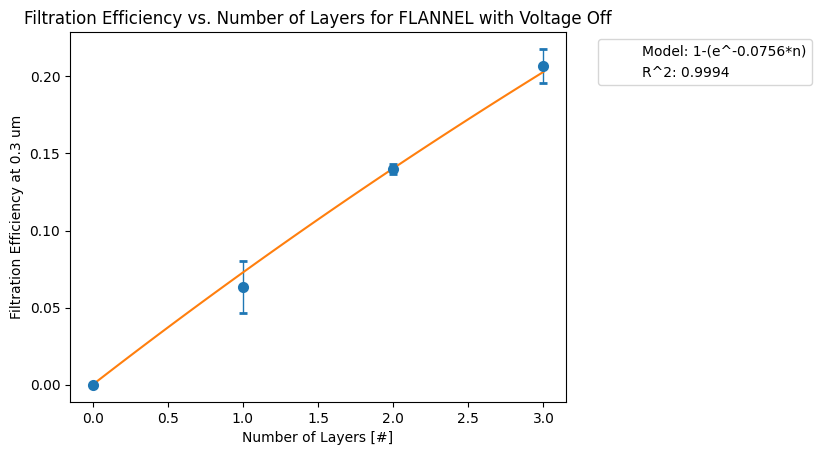 Filtration Efficiency vs. Number of Layers for FLANNEL with Voltage Off
Model: 1-(e^-0.0756*n)
R^2: 0.9994
Filtration Efficiency at 0.3 um
0.20
0.15
0.10
0.05
0.00
0.0 0.5 1.0 1.5 2.0 2.5 3.0
Number of Layers [#]